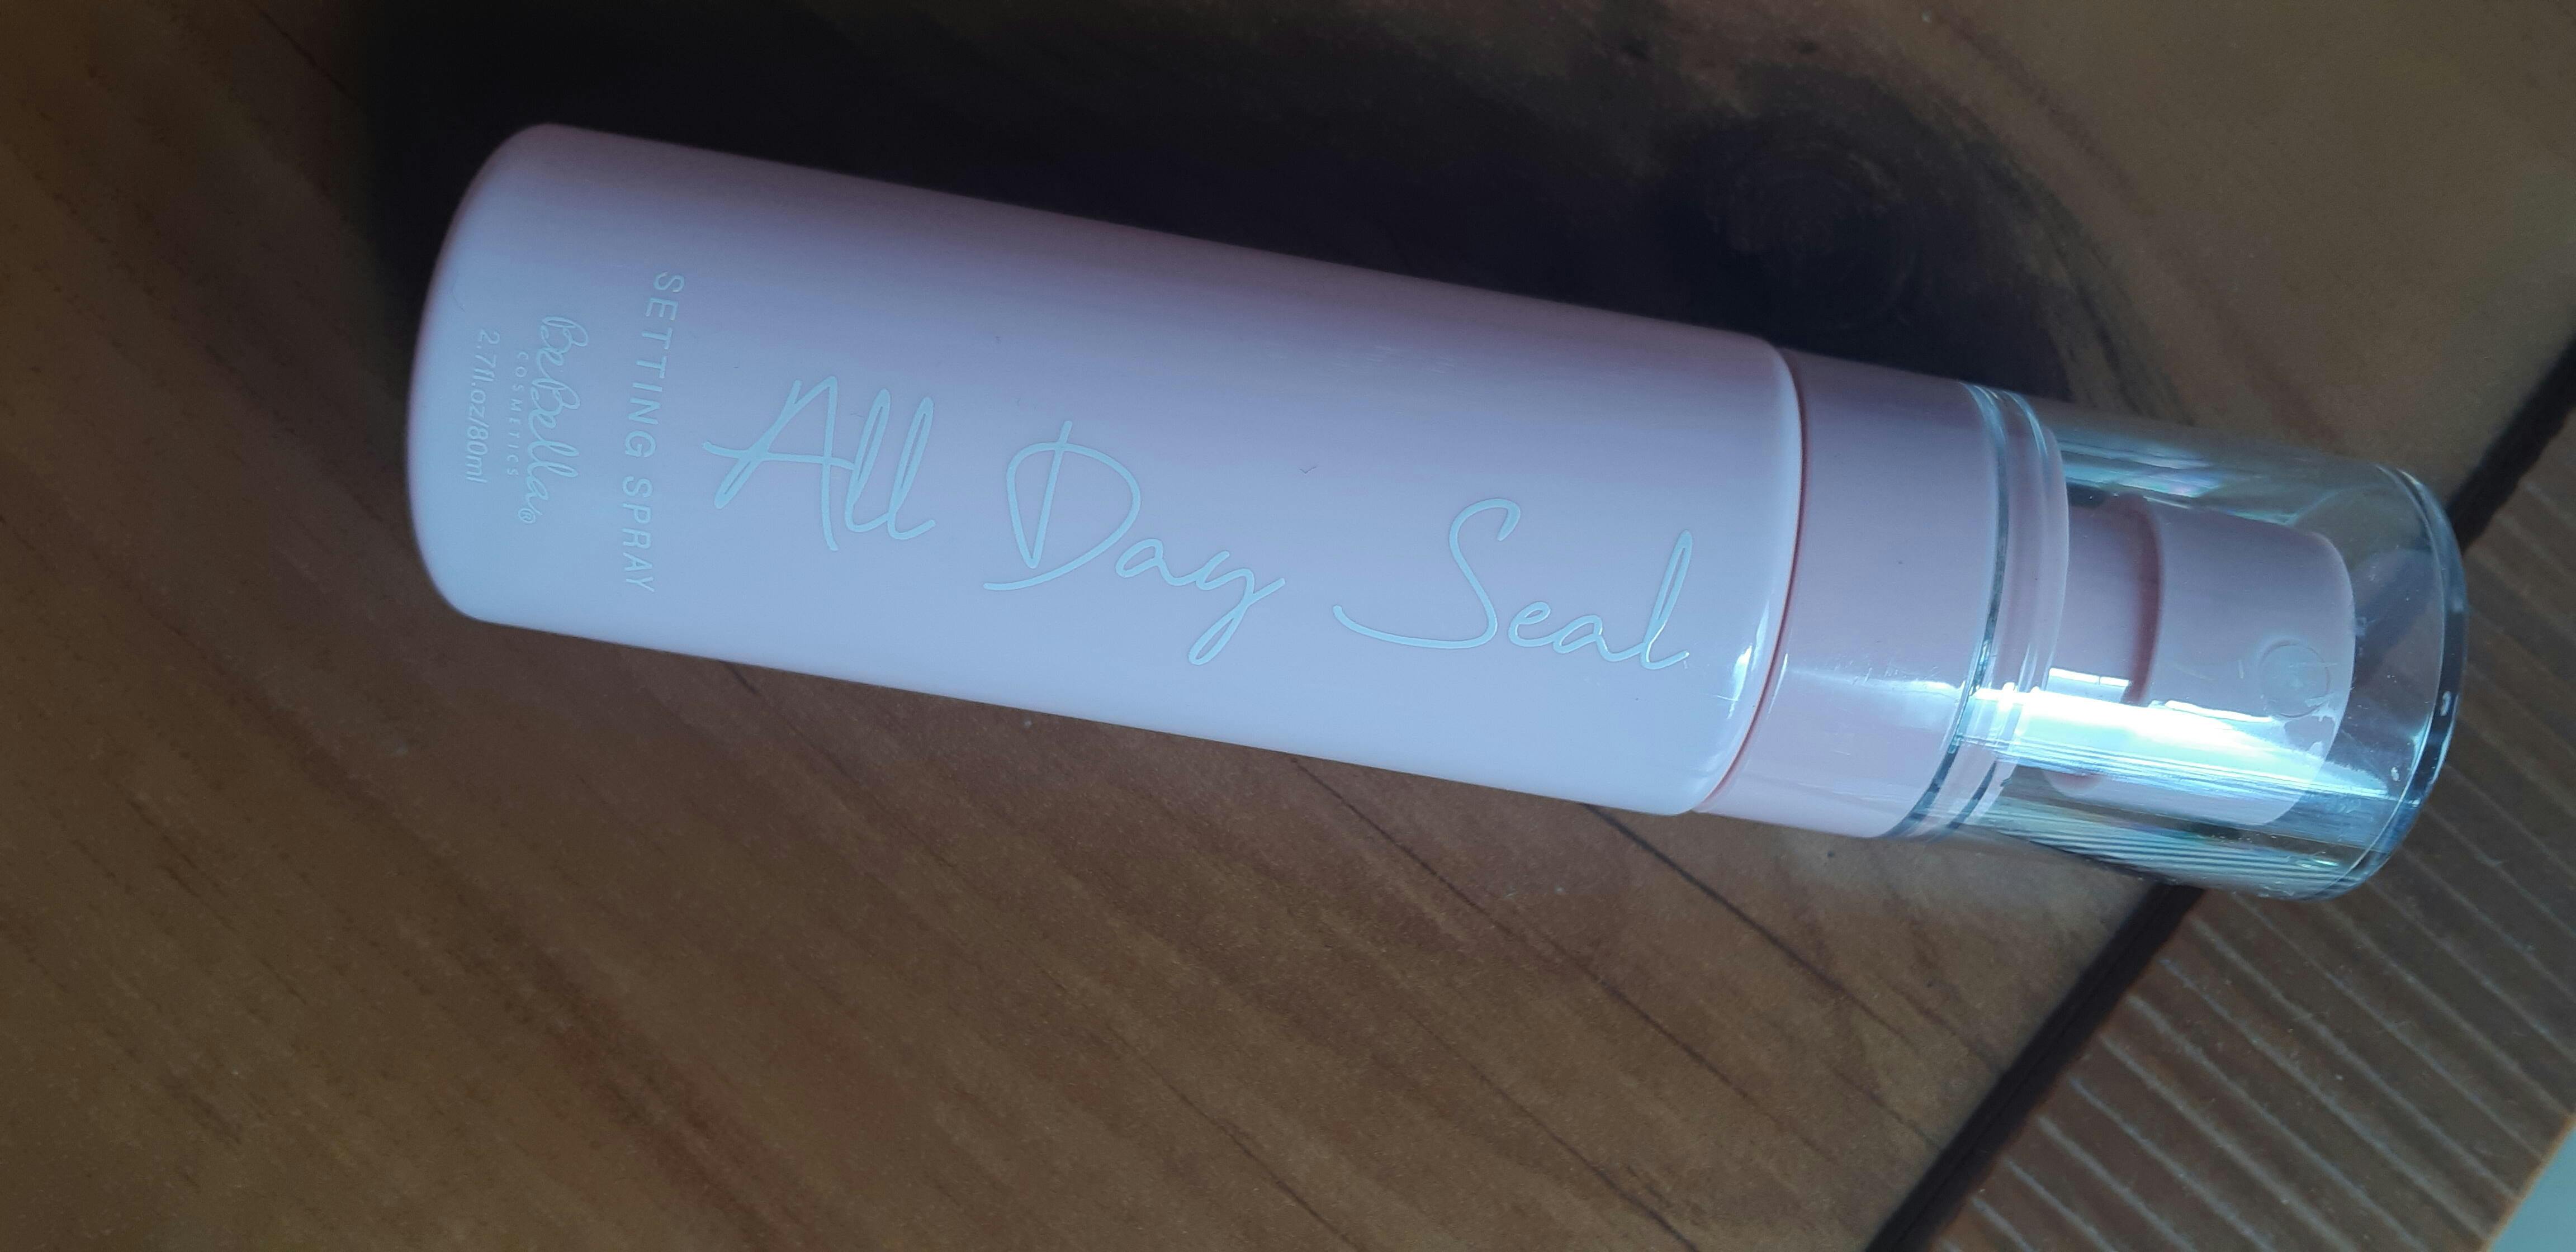 All Day Seal
SETTING SPRAY
BeBella®
COSMETICS
2.7fl.oz/80ml